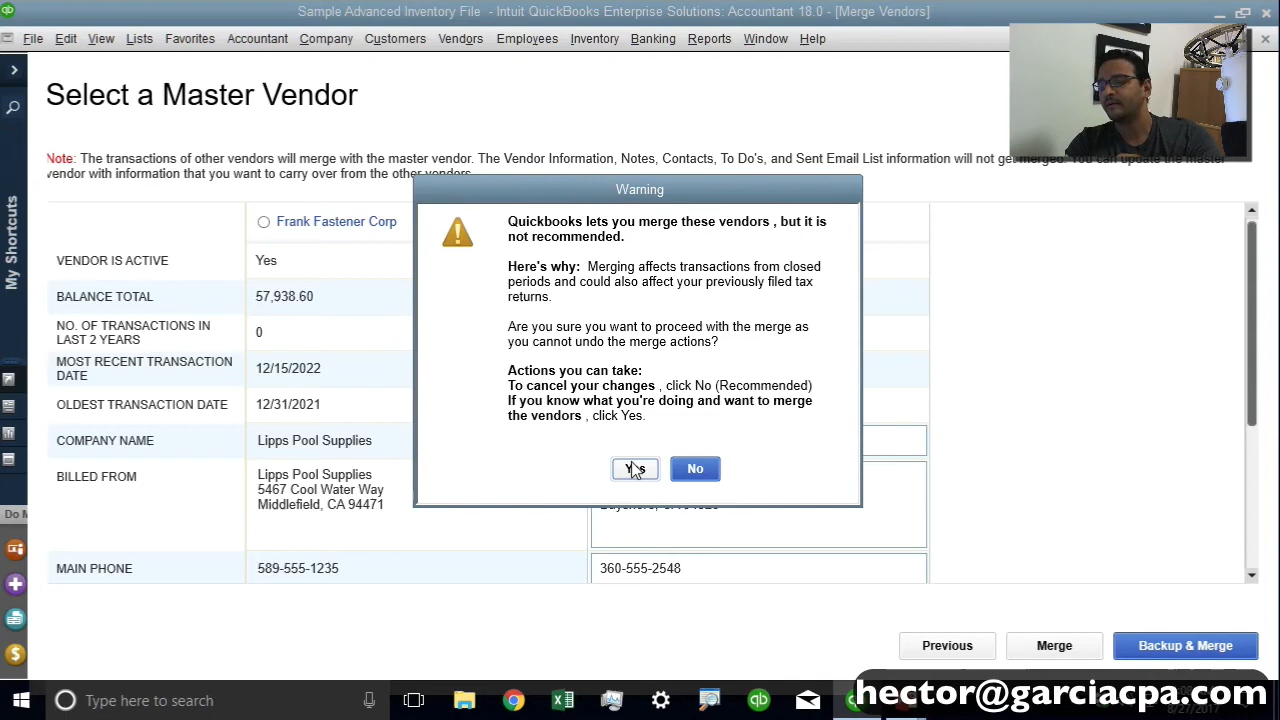 Sample Advanced Inventory File - Intuit QuickBooks Enterprise Solutions: Accountant 18.0 - [Merge Vendors]
File Edit View Lists Favorites Accountant Company Customers Vendors Employees Inventory Banking Reports Window Help
My Shortcuts
Select a Master Vendor
Note: The transactions of other vendors will merge with the master vendor. The Vendor Information, Notes, Contacts, To Do's, and Sent Email List information will not get merged. You can update the master
vendor with information that you want to carry over from the other vendors.
Frank Fastener Corp
VENDOR IS ACTIVE Yes
BALANCE TOTAL 57,938.60
NO. OF TRANSACTIONS IN
LAST 2 YEARS 0
MOST RECENT TRANSACTION
DATE 12/15/2022
OLDEST TRANSACTION DATE 12/31/2021
COMPANY NAME Lipps Pool Supplies
BILLED FROM Lipps Pool Supplies
5467 Cool Water Way
Middlefield, CA 94471
MAIN PHONE 589-555-1235 360-555-2548
Warning
Quickbooks lets you merge these vendors , but it is
not recommended.
Here's why: Merging affects transactions from closed
periods and could also affect your previously filed tax
returns.
Are you sure you want to proceed with the merge as
you cannot undo the merge actions?
Actions you can take:
To cancel your changes , click No (Recommended)
If you know what you're doing and want to merge
the vendors , click Yes.
Yes No
Do M
Previous Merge Backup & Merge
Type here to search
hector@garciacpa.com
8/27/2017